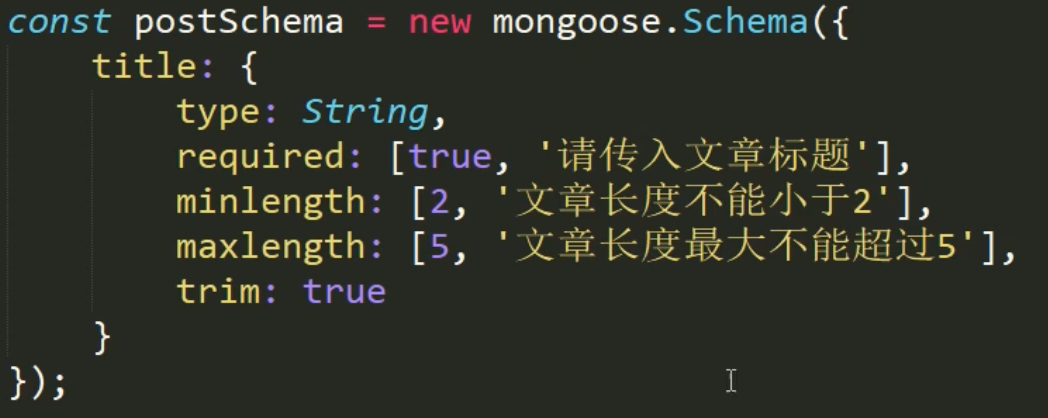 const postSchema = new mongoose.Schema({
    title: {
        type: String,
        required: [true, '请传入文章标题'],
        minlength: [2, '文章长度不能小于2'],
        maxlength: [5, '文章长度最大不能超过5'],
        trim: true
    }
});